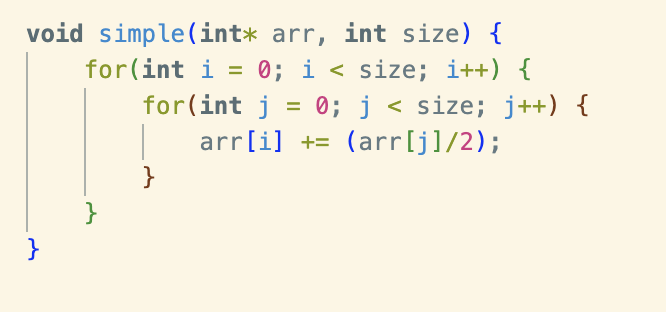 void simple(int* arr, int size) {
    for(int i = 0; i < size; i++) {
        for(int j = 0; j < size; j++) {
            arr[i] += (arr[j]/2);
        }
    }
}